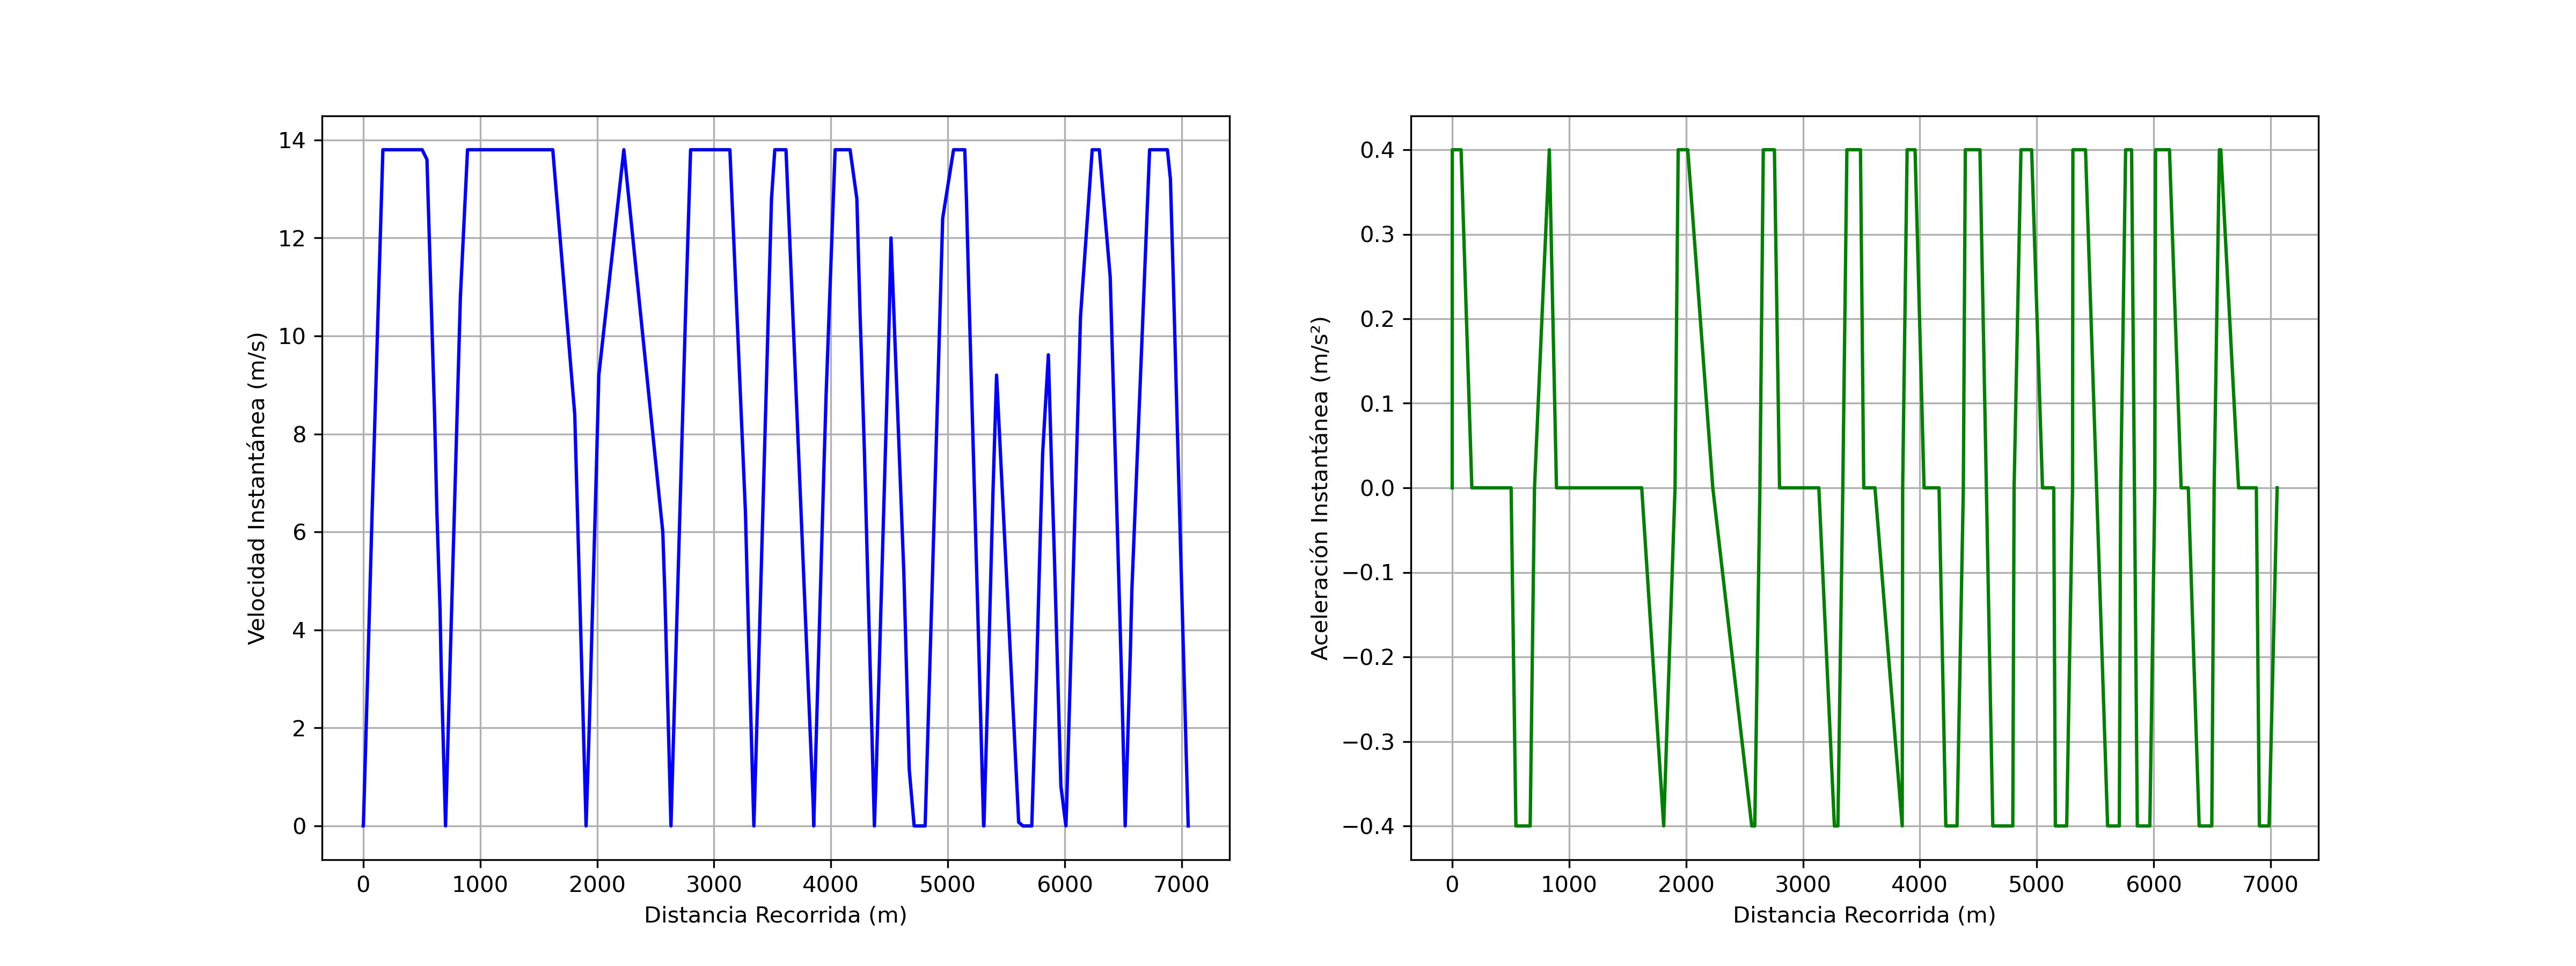 14
12
10
8
6
4
2
0
Velocidad Instantánea (m/s)
0 1000 2000 3000 4000 5000 6000 7000
Distancia Recorrida (m)
0.4
0.3
0.2
0.1
0.0
−0.1
−0.2
−0.3
−0.4
Aceleración Instantánea (m/s²)
0 1000 2000 3000 4000 5000 6000 7000
Distancia Recorrida (m)